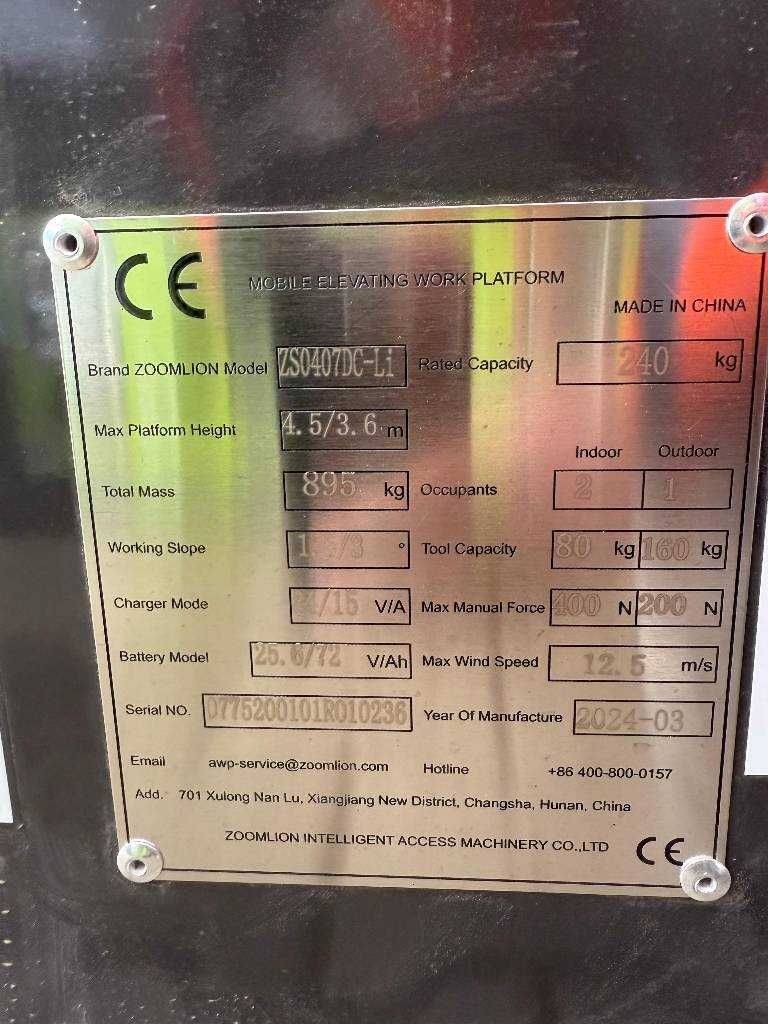 CE MOBILE ELEVATING WORK PLATFORM
MADE IN CHINA
Brand ZOOMLION Model ZS0407DC-Li Rated Capacity 240 kg
Max Platform Height 4.5/3.6 m
Indoor Outdoor
Total Mass 895 kg Occupants 2 1
Working Slope ° Tool Capacity 80 kg 160 kg
Charger Mode V/A Max Manual Force 400 N 200 N
Battery Model 25.6/72 V/Ah Max Wind Speed 12.5 m/s
Serial NO. 0775200101R010236 Year Of Manufacture 2024-03
Email awp-service@zoomlion.com Hotline +86 400-800-0157
Add. 701 Xulong Nan Lu, Xiangjiang New District, Changsha, Hunan, China
ZOOMLION INTELLIGENT ACCESS MACHINERY CO.,LTD CE